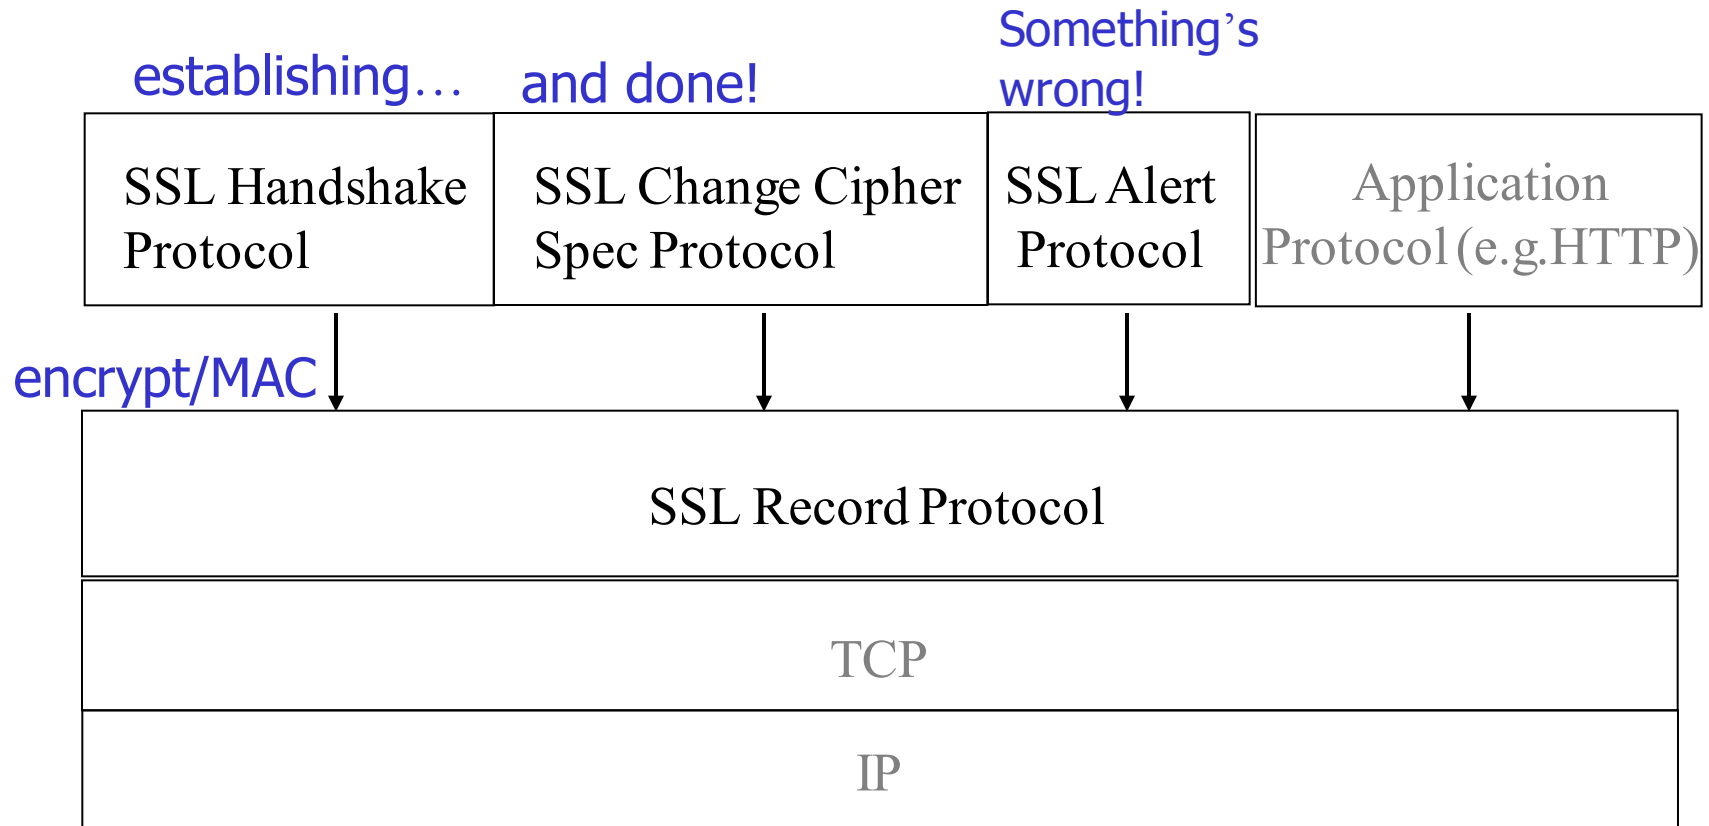 establishing…
and done!
Something’s
wrong!
SSL Handshake
Protocol
SSL Change Cipher
Spec Protocol
SSL Alert
Protocol
Application
Protocol (e.g.HTTP)
encrypt/MAC
SSL Record Protocol
TCP
IP